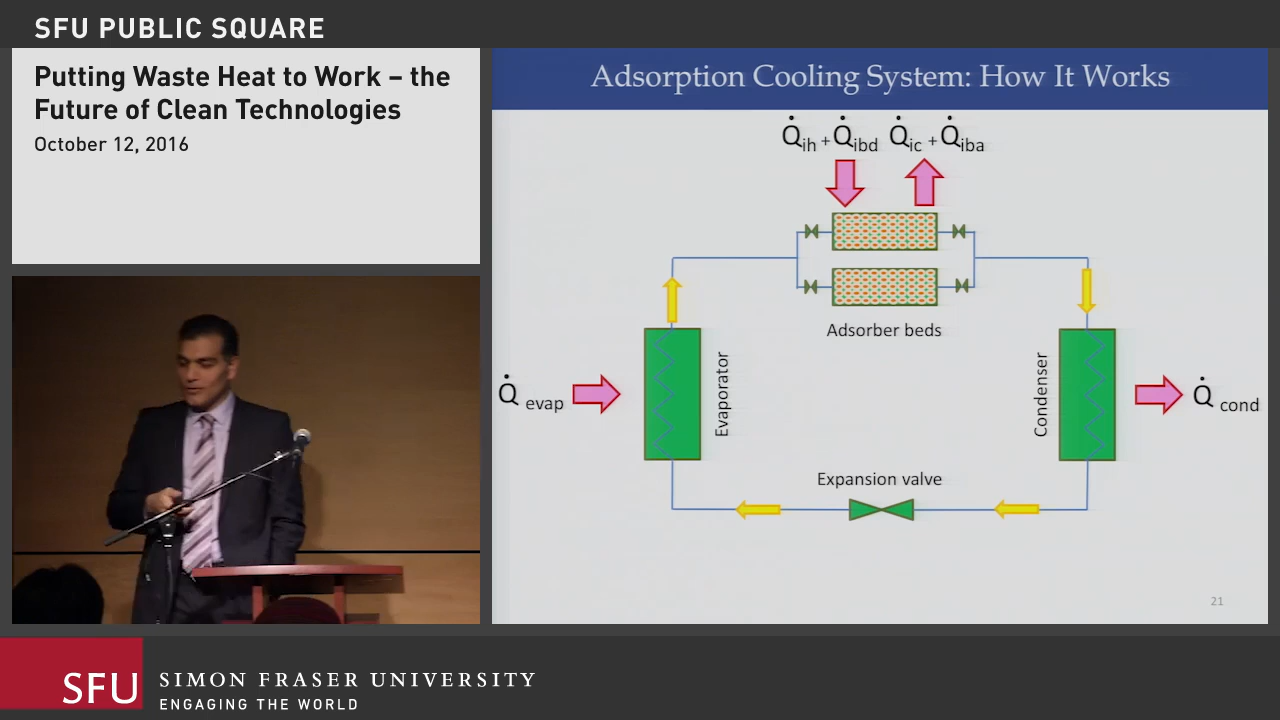 SFU PUBLIC SQUARE
Putting Waste Heat to Work – the
Future of Clean Technologies
October 12, 2016
Adsorption Cooling System: How It Works
Q̇ih + Q̇ibd Q̇ic + Q̇iba
Adsorber beds
Q̇ evap
Evaporator
Condenser
Q̇ cond
Expansion valve
21
SFU SIMON FRASER UNIVERSITY
ENGAGING THE WORLD